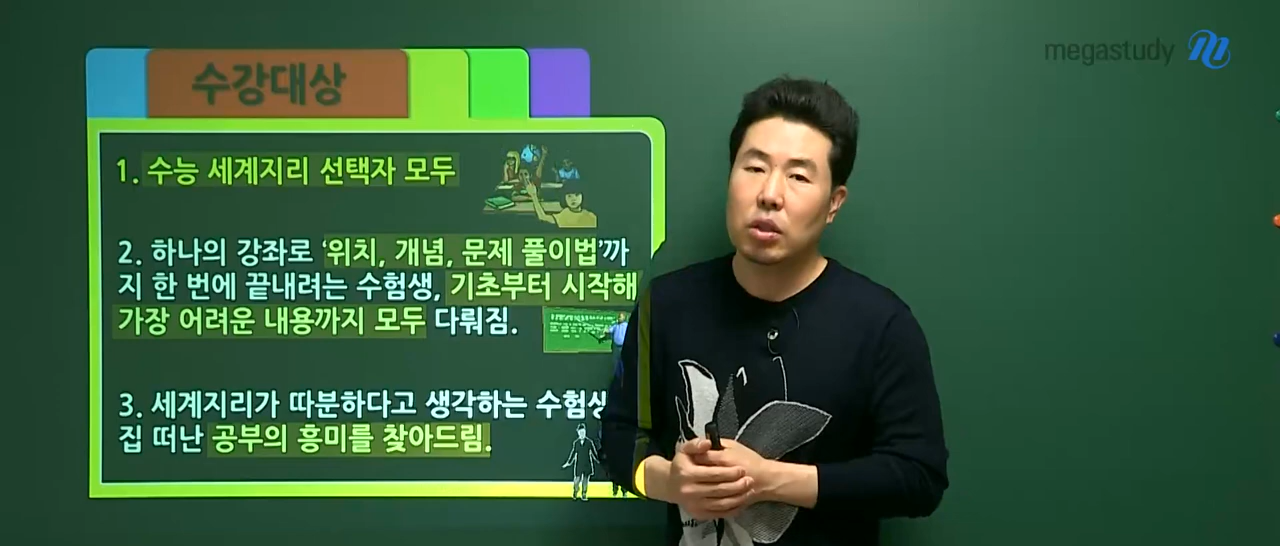 megastudy
수강대상
1. 수능 세계지리 선택자 모두
2. 하나의 강좌로 '위치, 개념, 문제 풀이법'까
지 한 번에 끝내려는 수험생, 기초부터 시작해
가장 어려운 내용까지 모두 다뤄짐.
3. 세계지리가 따분하다고 생각하는 수험생
집 떠난 공부의 흥미를 찾아드림.